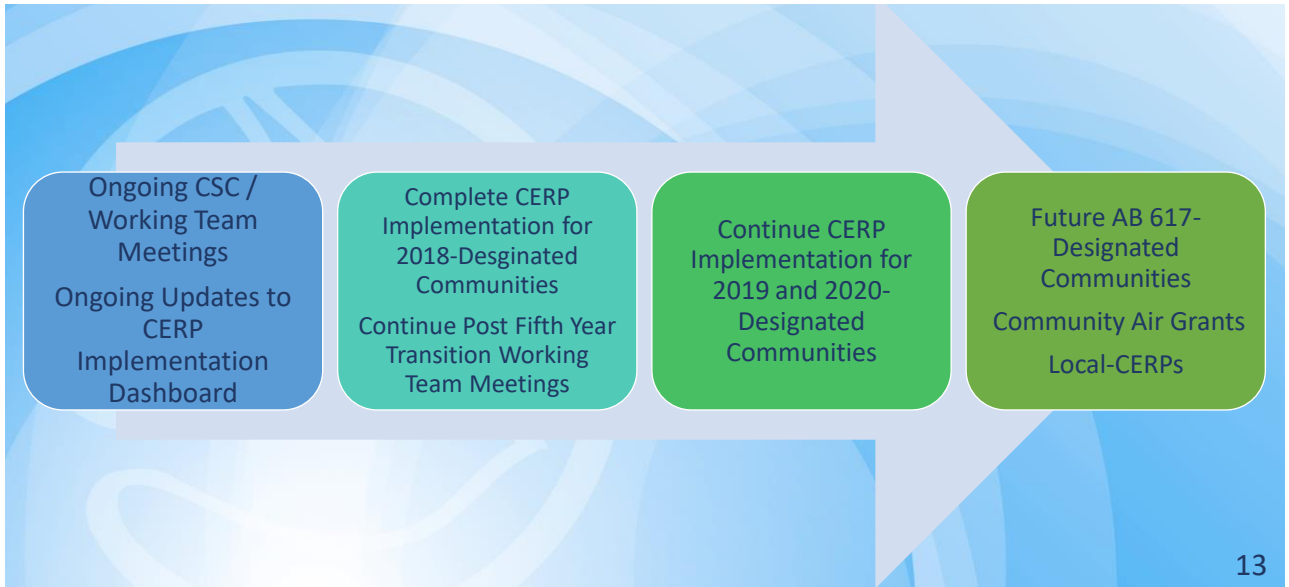 Ongoing CSC /
Working Team
Meetings
Ongoing Updates to
CERP
Implementation
Dashboard
Complete CERP
Implementation for
2018-Desginated
Communities
Continue Post Fifth Year
Transition Working
Team Meetings
Continue CERP
Implementation for
2019 and 2020-
Designated
Communities
Future AB 617-
Designated
Communities
Community Air Grants
Local-CERPs
13